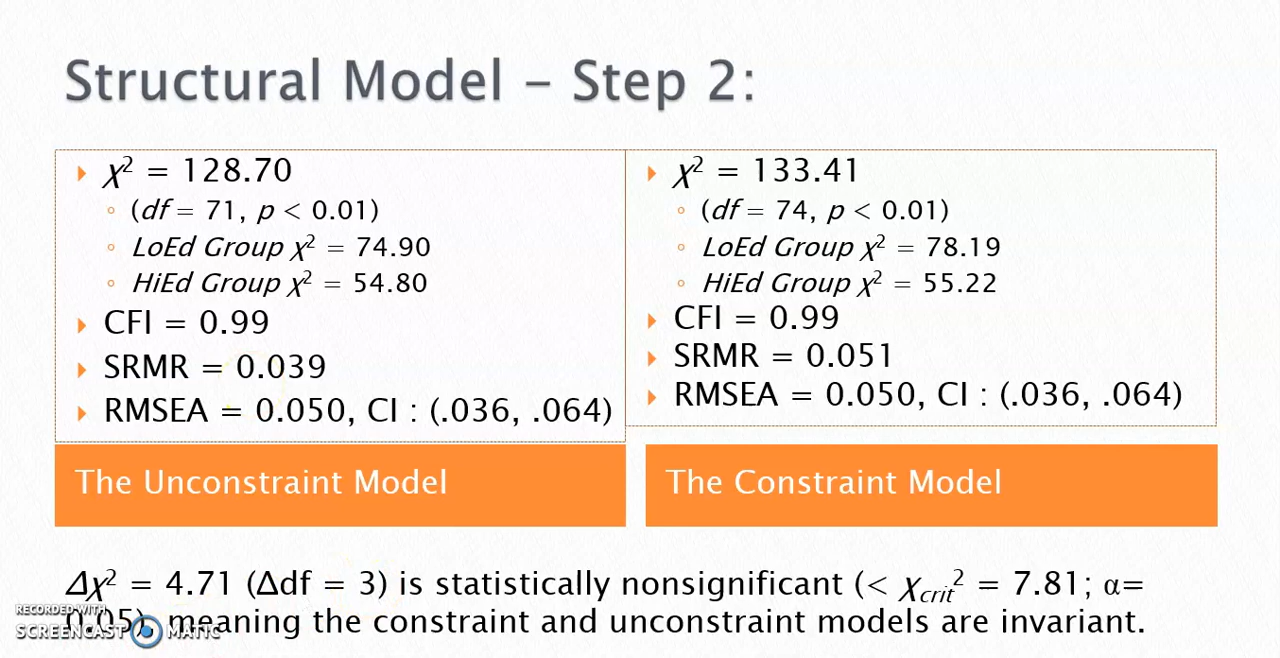 Structural Model – Step 2:
χ² = 128.70
(df = 71, p < 0.01)
LoEd Group χ² = 74.90
HiEd Group χ² = 54.80
CFI = 0.99
SRMR = 0.039
RMSEA = 0.050, CI : (.036, .064)
The Unconstraint Model
χ² = 133.41
(df = 74, p < 0.01)
LoEd Group χ² = 78.19
HiEd Group χ² = 55.22
CFI = 0.99
SRMR = 0.051
RMSEA = 0.050, CI : (.036, .064)
The Constraint Model
Δχ² = 4.71 (Δdf = 3) is statistically nonsignificant (< χcrit² = 7.81; α=
0.05), meaning the constraint and unconstraint models are invariant.
RECORDED WITH
SCREENCAST MATIC